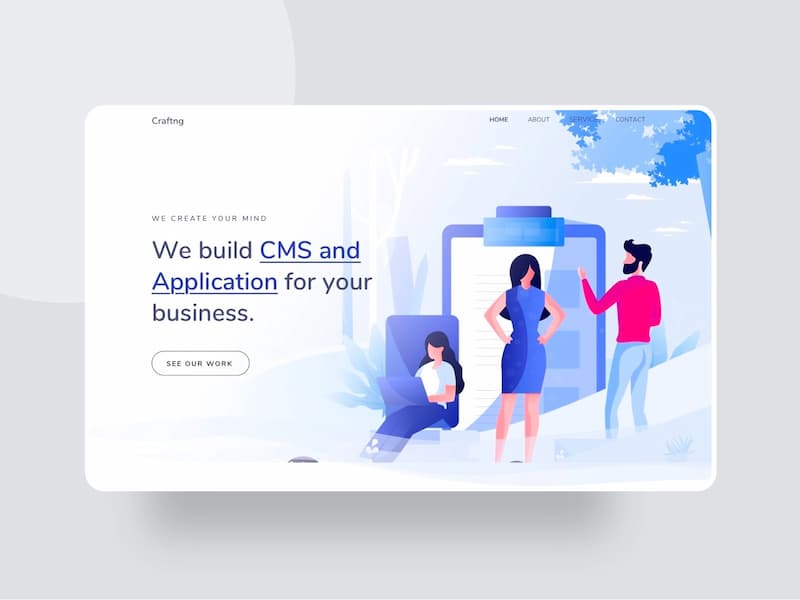 Craftng
HOME ABOUT SERVICES CONTACT
WE CREATE YOUR MIND
We build CMS and
Application for your
business.
SEE OUR WORK